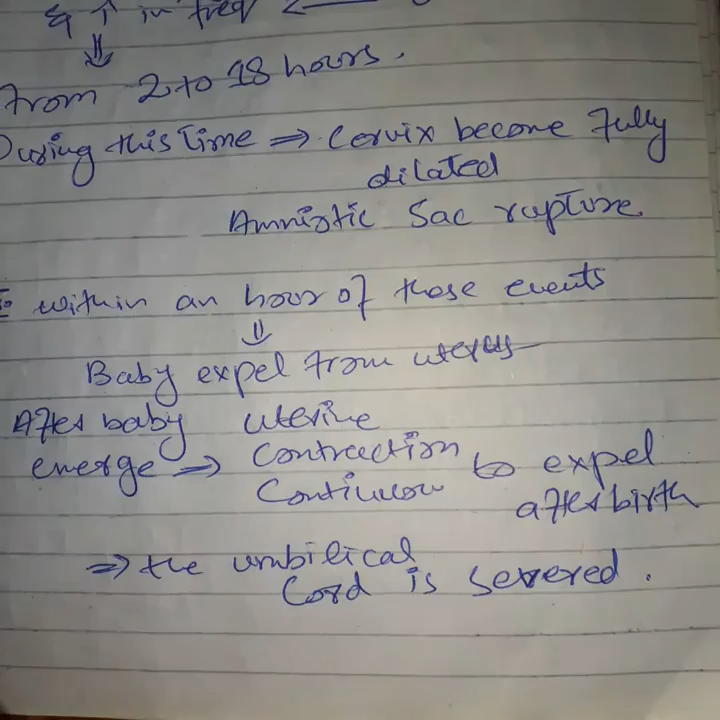 & ↑ in freq ←
⇓
From 2 to 18 hours.
During this Time ⇒ Cervix become Fully
dilated
Amniotic Sac rupture.
within an hour of those events
⇓
Baby expel from uterus
After baby uterine
emerge ⇒ Contraction to expel
Continuow after birth
⇒ the umbilical
Cord is severed.